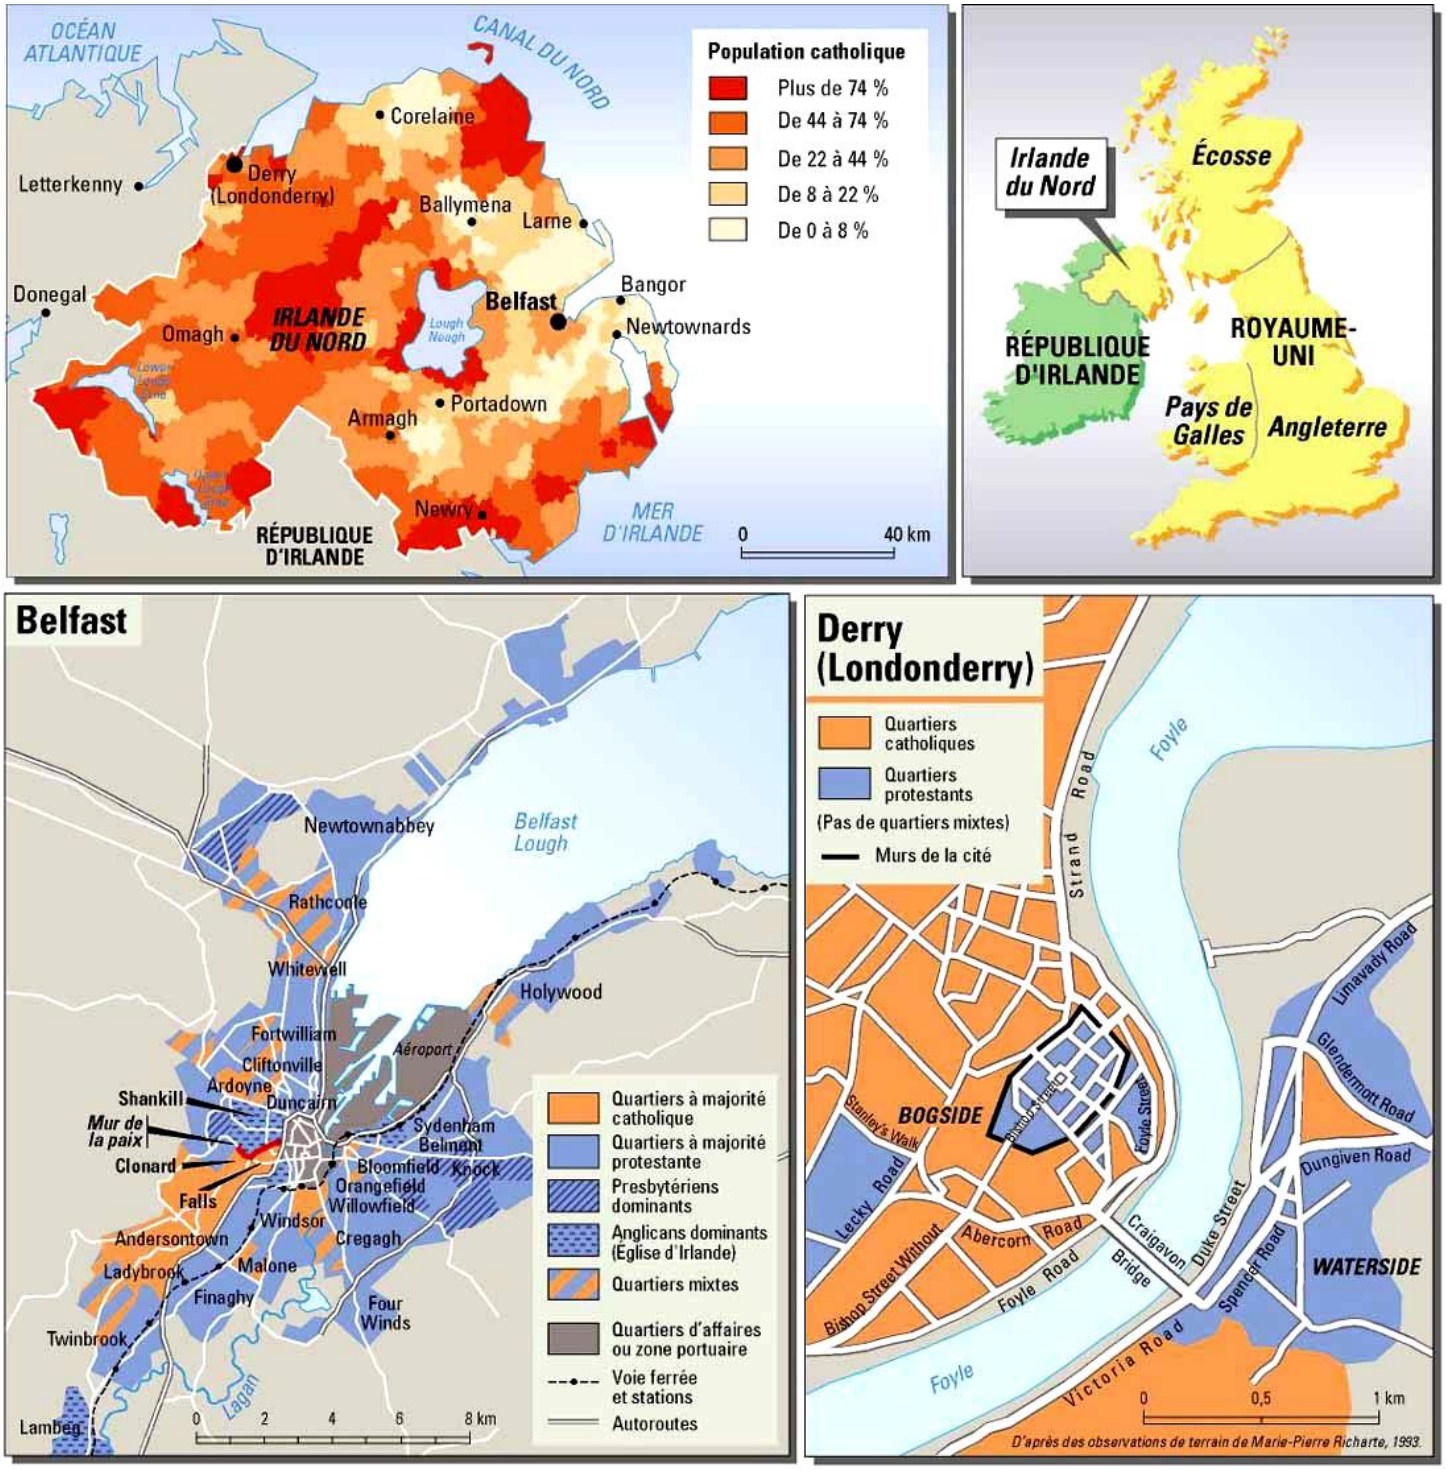 OCÉAN
ATLANTIQUE
CANAL DU NORD
Corelaine
Letterkenny
Derry
(Londonderry)
Ballymena
Larne
Donegal
Bangor
Belfast
Newtownards
Omagh
IRLANDE
DU NORD
Lough
Neagh
Lower
Lough
Erne
Portadown
Armagh
Upper
Lough
Erne
Newry
RÉPUBLIQUE
D'IRLANDE
MER
D'IRLANDE
0 40 km
Population catholique
Plus de 74 %
De 44 à 74 %
De 22 à 44 %
De 8 à 22 %
De 0 à 8 %
Irlande
du Nord
Écosse
RÉPUBLIQUE
D'IRLANDE
ROYAUME-
UNI
Pays de
Galles
Angleterre
Belfast
Newtownabbey
Belfast
Lough
Rathcoole
Whitewell
Holywood
Fortwilliam
Aéroport
Cliftonville
Ardoyne
Shankill
Duncairn
Mur de
la paix
Sydenham
Belmont
Clonard
Bloomfield
Knock
Falls
Orangefield
Willowfield
Windsor
Andersontown
Cregagh
Ladybrook
Malone
Finaghy
Four
Winds
Twinbrook
Lagan
Lambeg
0 2 4 6 8 km
Quartiers à majorité
catholique
Quartiers à majorité
protestante
Presbytériens
dominants
Anglicans dominants
(Église d'Irlande)
Quartiers mixtes
Quartiers d'affaires
ou zone portuaire
Voie ferrée
et stations
Autoroutes
Derry
(Londonderry)
Quartiers
catholiques
Quartiers
protestants
(Pas de quartiers mixtes)
Murs de la cité
Foyle
Strand Road
Limavady Road
Glendermott Road
BOGSIDE
Stanley's Walk
Bishop Street
Foyle Street
Dungiven Road
Lecky Road
Abercorn Road
Craigavon
Bridge
Duke Street
Spencer Road
WATERSIDE
Bishop Street Without
Foyle Road
Victoria Road
Foyle
0 0,5 1 km
D'après des observations de terrain de Marie-Pierre Richarte, 1993.